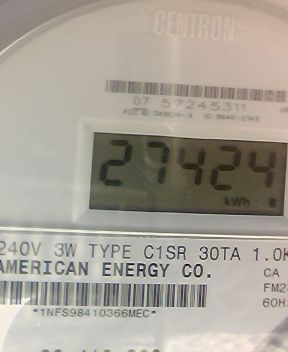 CENTRON
07 57245311
27424
kWh
240V 3W TYPE C1SR 30TA 1.0K
AMERICAN ENERGY CO.
CA
FM2
60H
*1NFS98410366MEC*